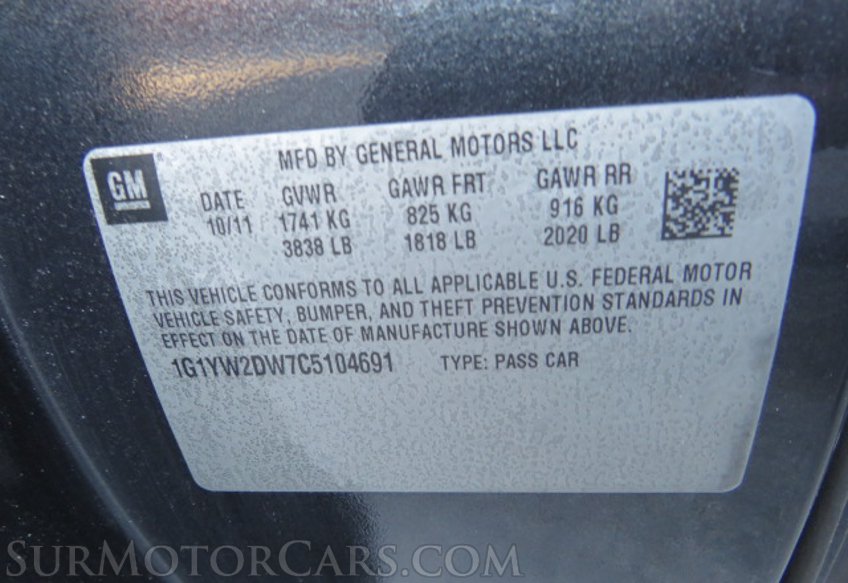 MFD BY GENERAL MOTORS LLC
GM
DATE GVWR GAWR FRT GAWR RR
10/11 1741 KG 825 KG 916 KG
3838 LB 1818 LB 2020 LB
THIS VEHICLE CONFORMS TO ALL APPLICABLE U.S. FEDERAL MOTOR
VEHICLE SAFETY, BUMPER, AND THEFT PREVENTION STANDARDS IN
EFFECT ON THE DATE OF MANUFACTURE SHOWN ABOVE.
1G1YW2DW7C5104691 TYPE: PASS CAR
SURMOTORCARS.COM